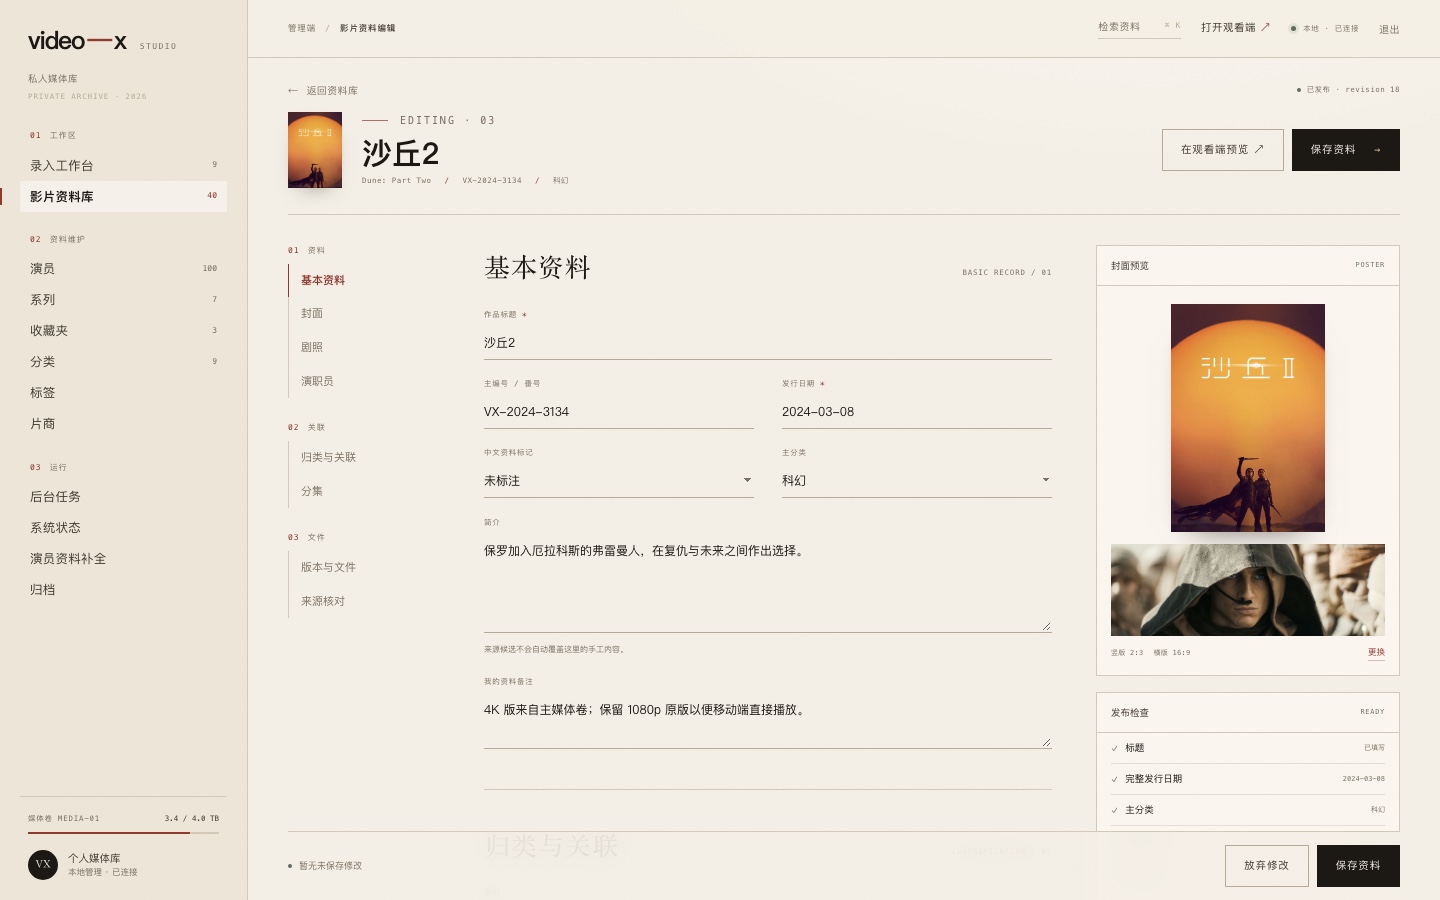 video—x STUDIO
私人媒体库
PRIVATE ARCHIVE · 2026
01 工作区
录入工作台 9
影片资料库 40
02 资料维护
演员 100
系列 7
收藏夹 3
分类 9
标签
片商
03 运行
后台任务
系统状态
演员资料补全
归档
媒体卷 MEDIA-01 3.4 / 4.0 TB
VX
个人媒体库
本地管理 · 已连接
管理端 / 影片资料编辑
检索资料 ⌘ K
打开观看端 ↗
本地 · 已连接
退出
← 返回资料库
已发布 · revision 18
沙丘II
EDITING · 03
沙丘2
Dune: Part Two / VX-2024-3134 / 科幻
在观看端预览 ↗
保存资料 →
01 资料
基本资料
封面
剧照
演职员
02 关联
归类与关联
分集
03 文件
版本与文件
来源核对
基本资料
BASIC RECORD / 01
作品标题 *
沙丘2
主编号 / 番号
VX-2024-3134
发行日期 *
2024-03-08
中文资料标记
未标注
主分类
科幻
简介
保罗加入厄拉科斯的弗雷曼人，在复仇与未来之间作出选择。
来源候选不会自动覆盖这里的手工内容。
我的资料备注
4K 版来自主媒体卷；保留 1080p 原版以便移动端直接播放。
归类与关联
封面预览 POSTER
沙丘II
竖版 2:3 横版 16:9
更换
发布检查 READY
✓ 标题 已填写
✓ 完整发行日期 2024-03-08
✓ 主分类 科幻
暂无未保存修改
放弃修改
保存资料